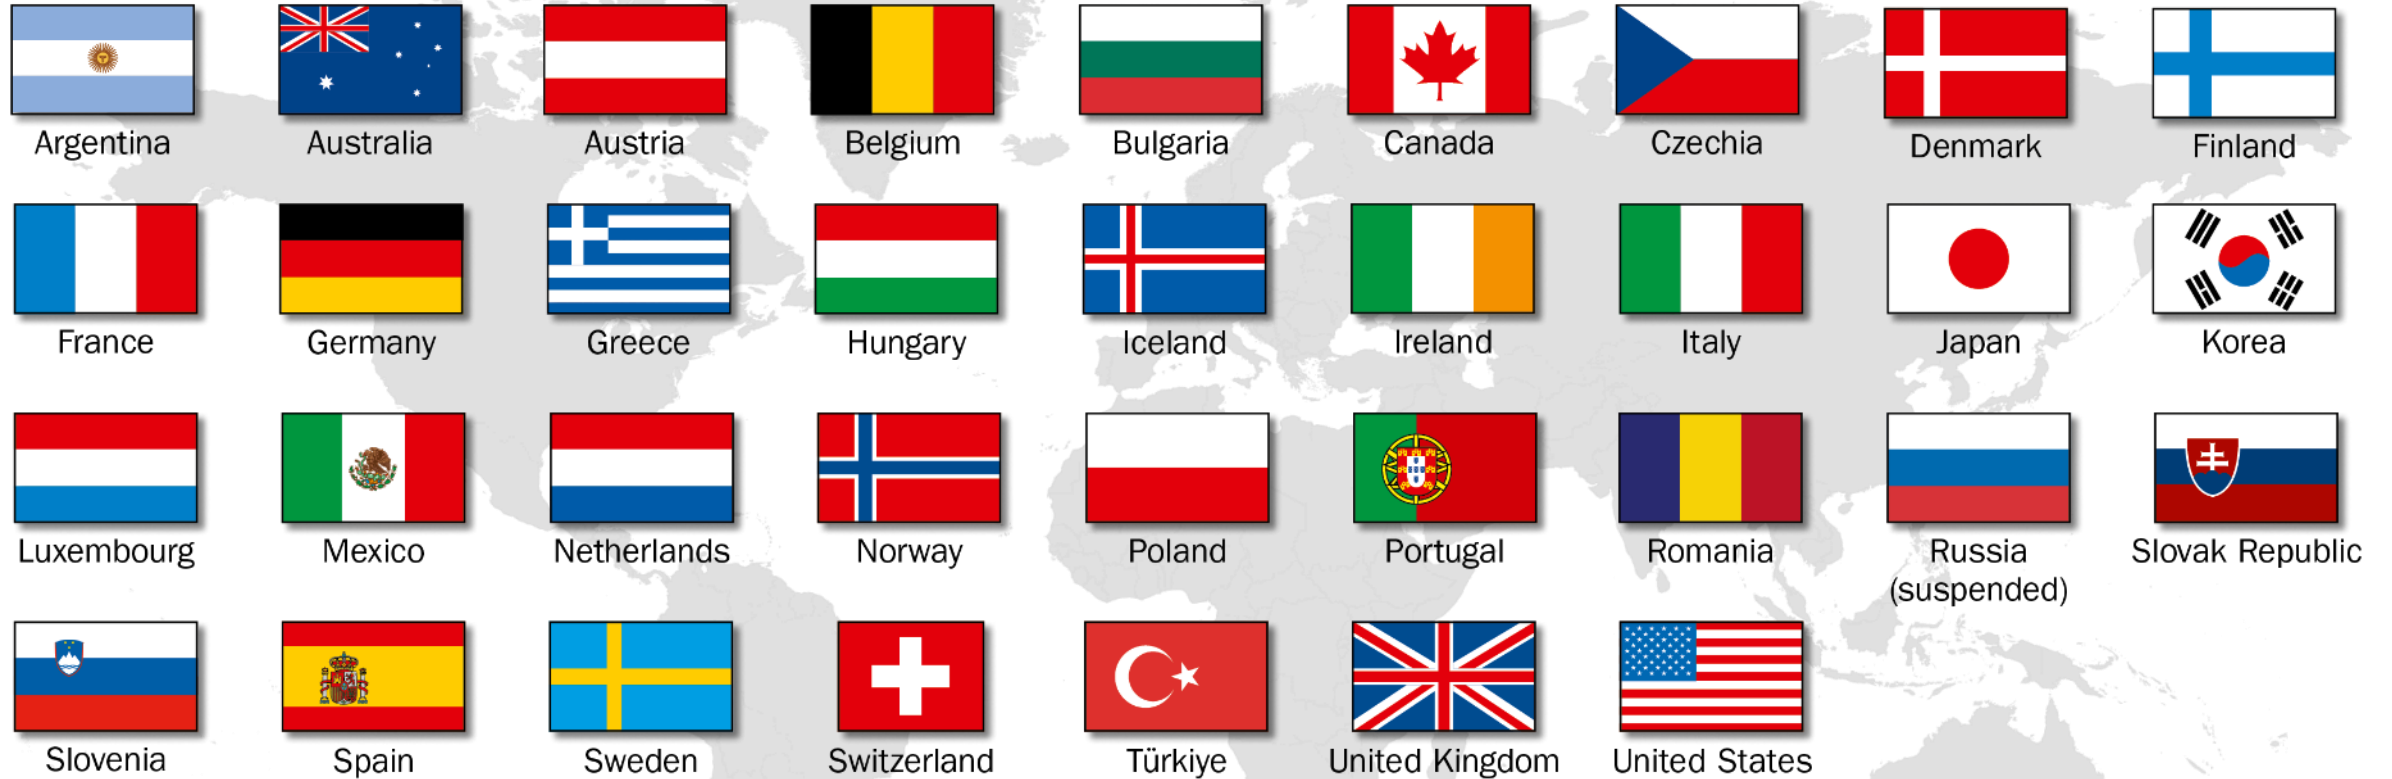 Argentina
Australia
Austria
Belgium
Bulgaria
Canada
Czechia
Denmark
Finland
France
Germany
Greece
Hungary
Iceland
Ireland
Italy
Japan
Korea
Luxembourg
Mexico
Netherlands
Norway
Poland
Portugal
Romania
Russia
(suspended)
Slovak Republic
Slovenia
Spain
Sweden
Switzerland
Türkiye
United Kingdom
United States